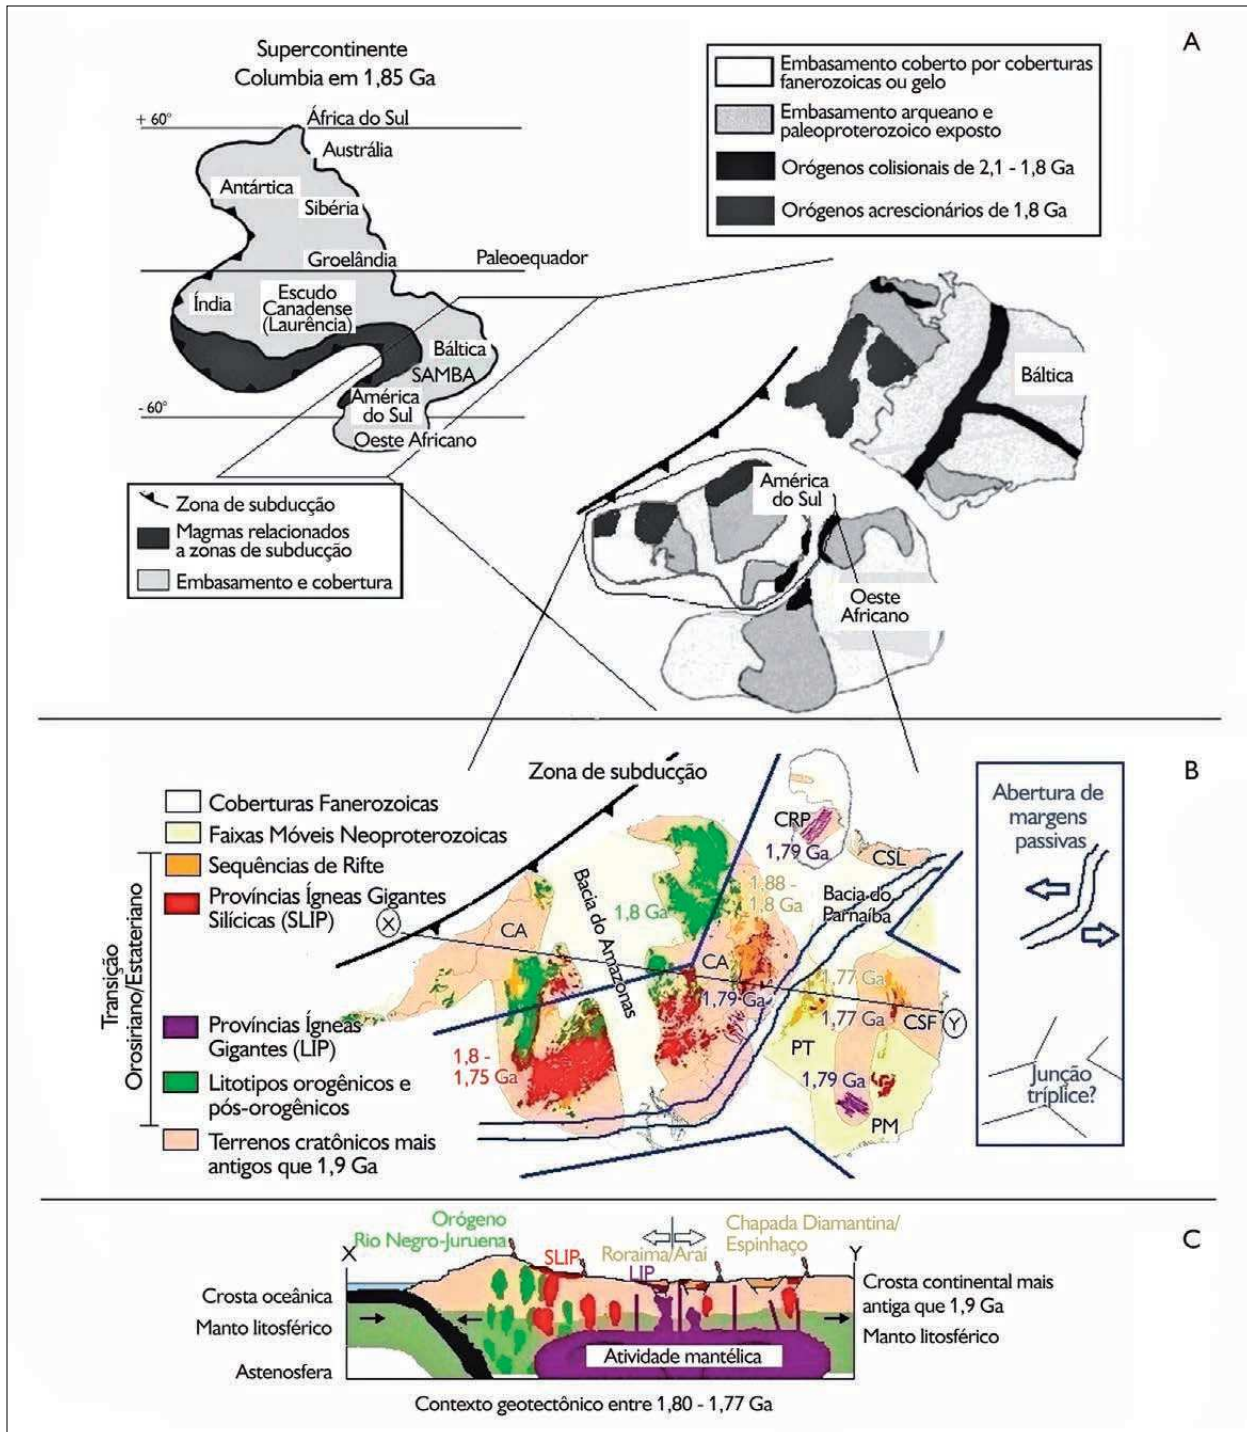 A
Supercontinente
Columbia em 1,85 Ga
+ 60°
África do Sul
Austrália
Antártica
Sibéria
Groelândia
Paleoequador
Índia
Escudo
Canadense
(Laurência)
Báltica
SAMBA
América
do Sul
- 60°
Oeste Africano
Zona de subducção
Magmas relacionados
a zonas de subducção
Embasamento e cobertura
Embasamento coberto por coberturas
fanerozoicas ou gelo
Embasamento arqueano e
paleoproterozoico exposto
Orógenos colisionais de 2,1 - 1,8 Ga
Orógenos acrescionários de 1,8 Ga
Báltica
América
do Sul
Oeste
Africano
B
Coberturas Fanerozoicas
Faixas Móveis Neoproterozoicas
Sequências de Rifte
Províncias Ígneas Gigantes
Silícicas (SLIP)
Províncias Ígneas
Gigantes (LIP)
Litotipos orogênicos e
pós-orogênicos
Terrenos cratônicos mais
antigos que 1,9 Ga
Transição
Orosiriano/Estateriano
Zona de subducção
X
CA
Bacia do Amazonas
1,8 Ga
CRP
1,79 Ga
CSL
1,88 -
1,8 Ga
Bacia do
Parnaíba
CA
1,79 Ga
1,77 Ga
1,77 Ga
CSF
Y
PT
1,8 -
1,75 Ga
1,79 Ga
PM
Abertura de
margens
passivas
Junção
tríplice?
C
Orógeno
Rio Negro-Juruena
X
SLIP
Roraima/Araí
LIP
Chapada Diamantina/
Espinhaço
Y
Crosta oceânica
Manto litosférico
Astenosfera
Atividade mantélica
Crosta continental mais
antiga que 1,9 Ga
Manto litosférico
Contexto geotectônico entre 1,80 - 1,77 Ga